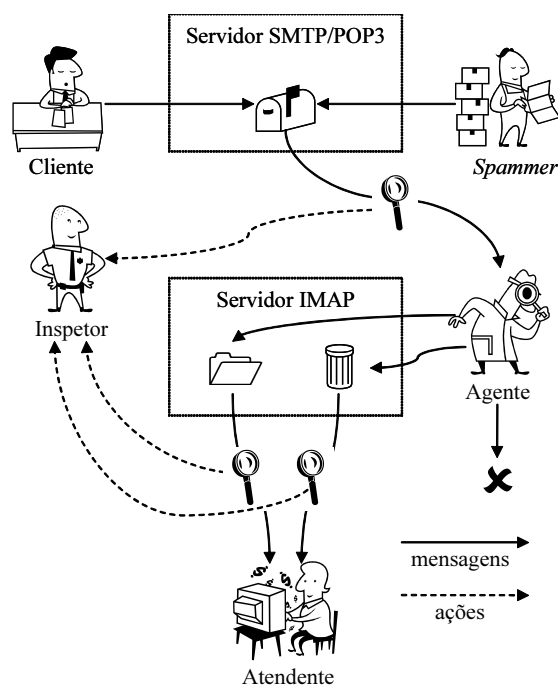 Servidor SMTP/POP3
Cliente
Spammer
Inspetor
Servidor IMAP
Agente
mensagens
ações
Atendente